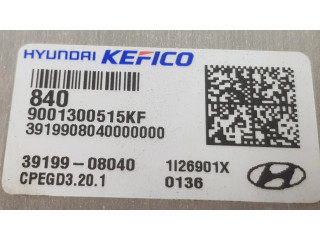 HYUNDAI KEFICO
840
9001300515KF
3919908040000000
39199-08040 1I26901X
CPEGD3.20.1 0136